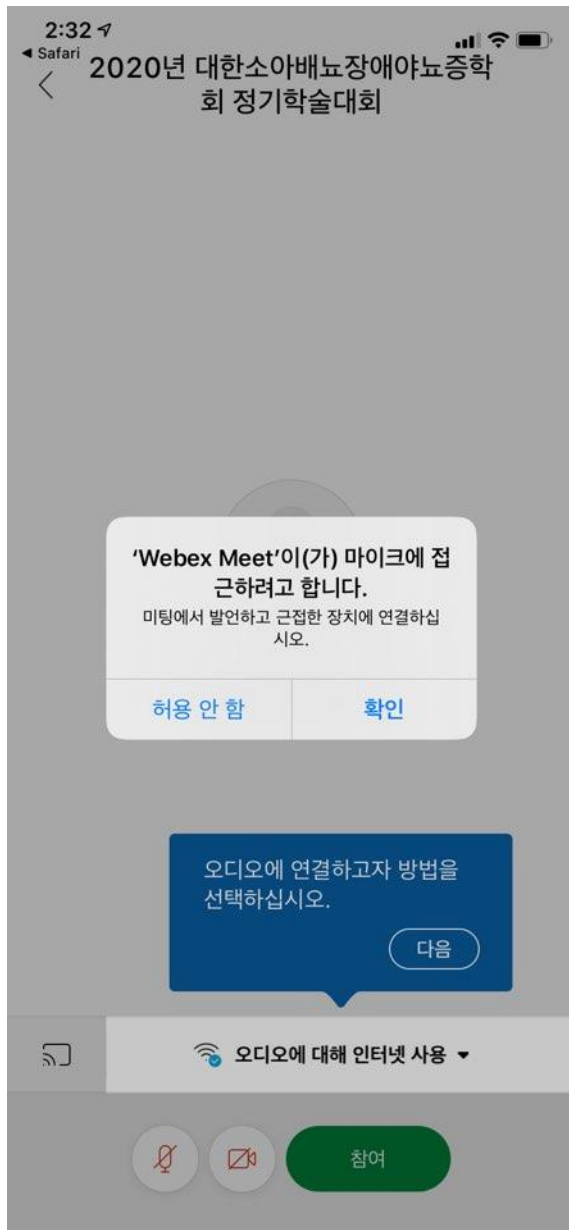 2:32
◀ Safari
2020년 대한소아배뇨장애야뇨증학
회 정기학술대회
‘Webex Meet’이(가) 마이크에 접
근하려고 합니다.
미팅에서 발언하고 근접한 장치에 연결하십
시오.
허용 안 함 확인
오디오에 연결하고자 방법을
선택하십시오.
다음
오디오에 대해 인터넷 사용
참여